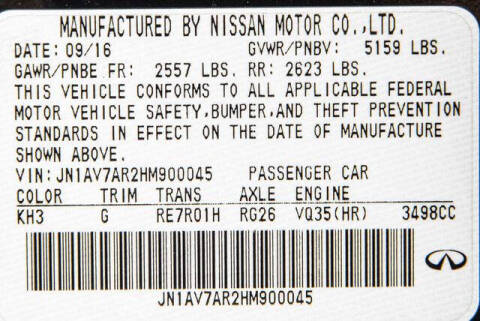 MANUFACTURED BY NISSAN MOTOR CO.,LTD.
DATE: 09/16 GVWR/PNBV: 5159 LBS.
GAWR/PNBE FR: 2557 LBS. RR: 2623 LBS.
THIS VEHICLE CONFORMS TO ALL APPLICABLE FEDERAL
MOTOR VEHICLE SAFETY,BUMPER,AND THEFT PREVENTION
STANDARDS IN EFFECT ON THE DATE OF MANUFACTURE
SHOWN ABOVE.
VIN: JN1AV7AR2HM900045 PASSENGER CAR
COLOR TRIM TRANS AXLE ENGINE
KH3 G RE7R01H RG26 VQ35(HR) 3498CC
JN1AV7AR2HM900045